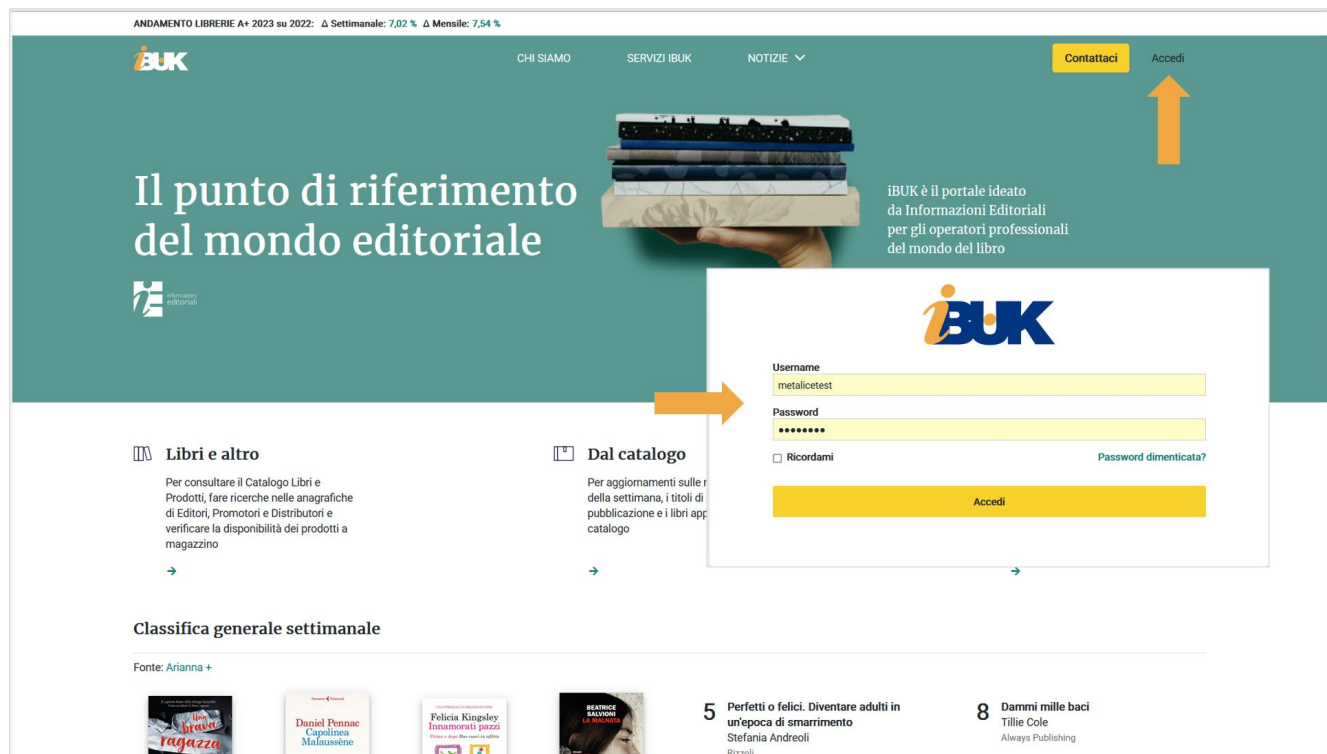 ANDAMENTO LIBRERIE A+ 2023 su 2022: Δ Settimanale: 7,02 % Δ Mensile: 7,54 %
iBUK
CHI SIAMO SERVIZI IBUK NOTIZIE
Contattaci Accedi
Il punto di riferimento
del mondo editoriale
iBUK è il portale ideato
da Informazioni Editoriali
per gli operatori professionali
del mondo del libro
informazioni
editoriali
iBUK
Username
metalicetest
Password
••••••••
Ricordami Password dimenticata?
Accedi
Libri e altro
Per consultare il Catalogo Libri e
Prodotti, fare ricerche nelle anagrafiche
di Editori, Promotori e Distributori e
verificare la disponibilità dei prodotti a
magazzino
Dal catalogo
Per aggiornamenti sulle
della settimana, i titoli di
pubblicazione e i libri app
catalogo
Classifica generale settimanale
Fonte: Arianna +
Una
brava
ragazza
Daniel Pennac
Capolinea
Malaussène
Felicia Kingsley
Innamorati pazzi
BEATRICE
SALVIONI
LA MALNATA
5 Perfetti o felici. Diventare adulti in
un'epoca di smarrimento
Stefania Andreoli
Rizzoli
8 Dammi mille baci
Tillie Cole
Always Publishing